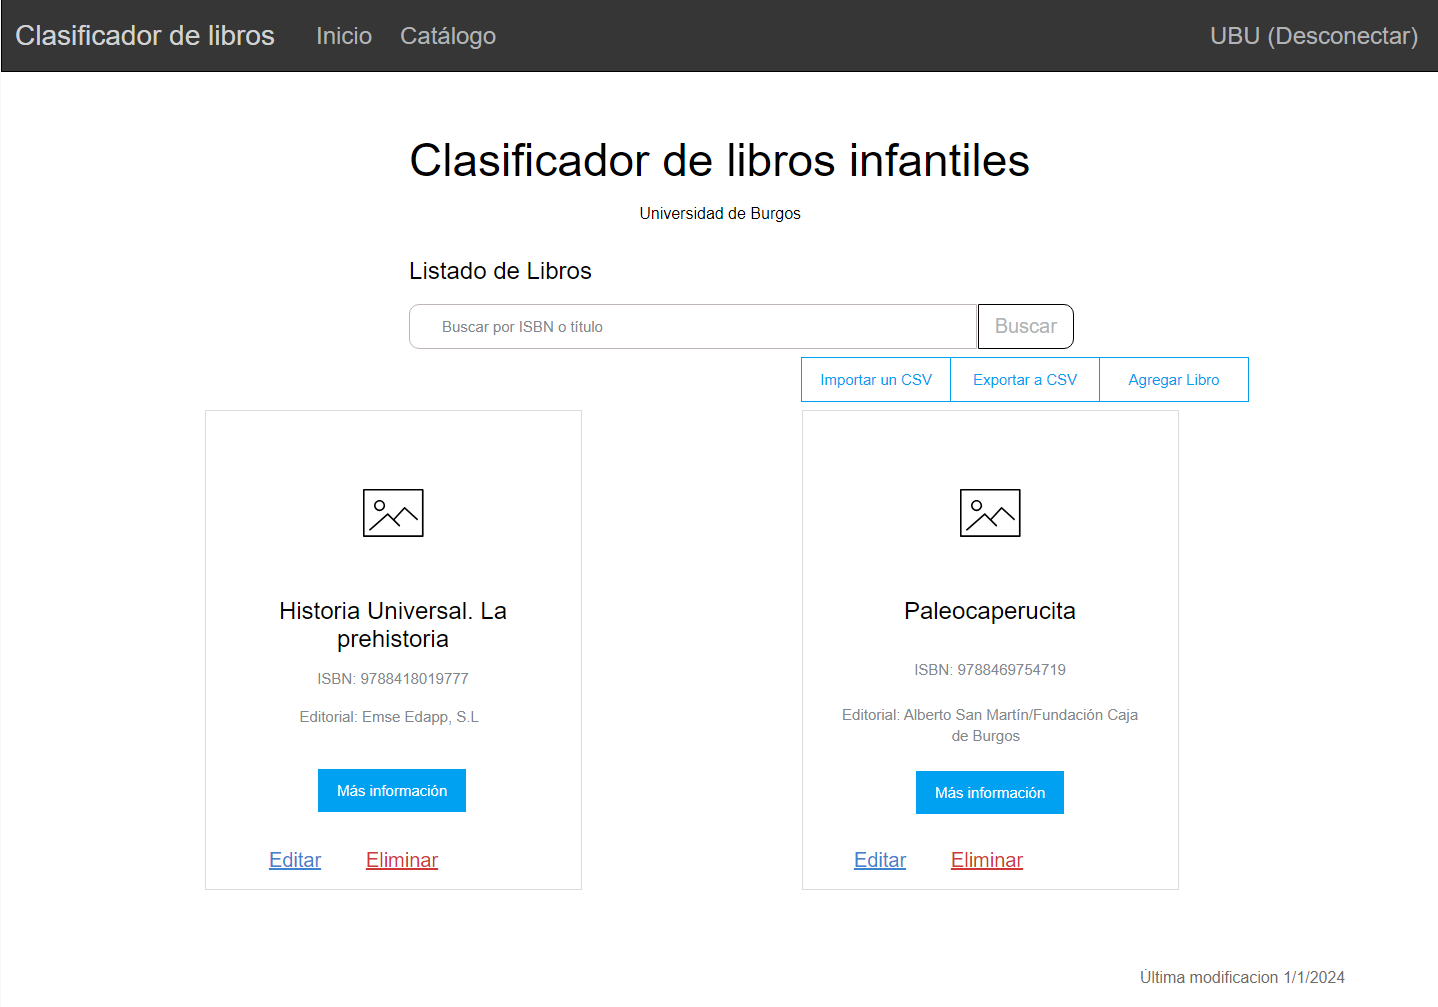 Clasificador de libros Inicio Catálogo UBU (Desconectar)
Clasificador de libros infantiles
Universidad de Burgos
Listado de Libros
Buscar por ISBN o título Buscar
Importar un CSV Exportar a CSV Agregar Libro
Historia Universal. La
prehistoria
ISBN: 9788418019777
Editorial: Emse Edapp, S.L
Más información
Editar Eliminar
Paleocaperucita
ISBN: 9788469754719
Editorial: Alberto San Martín/Fundación Caja
de Burgos
Más información
Editar Eliminar
Última modificacion 1/1/2024